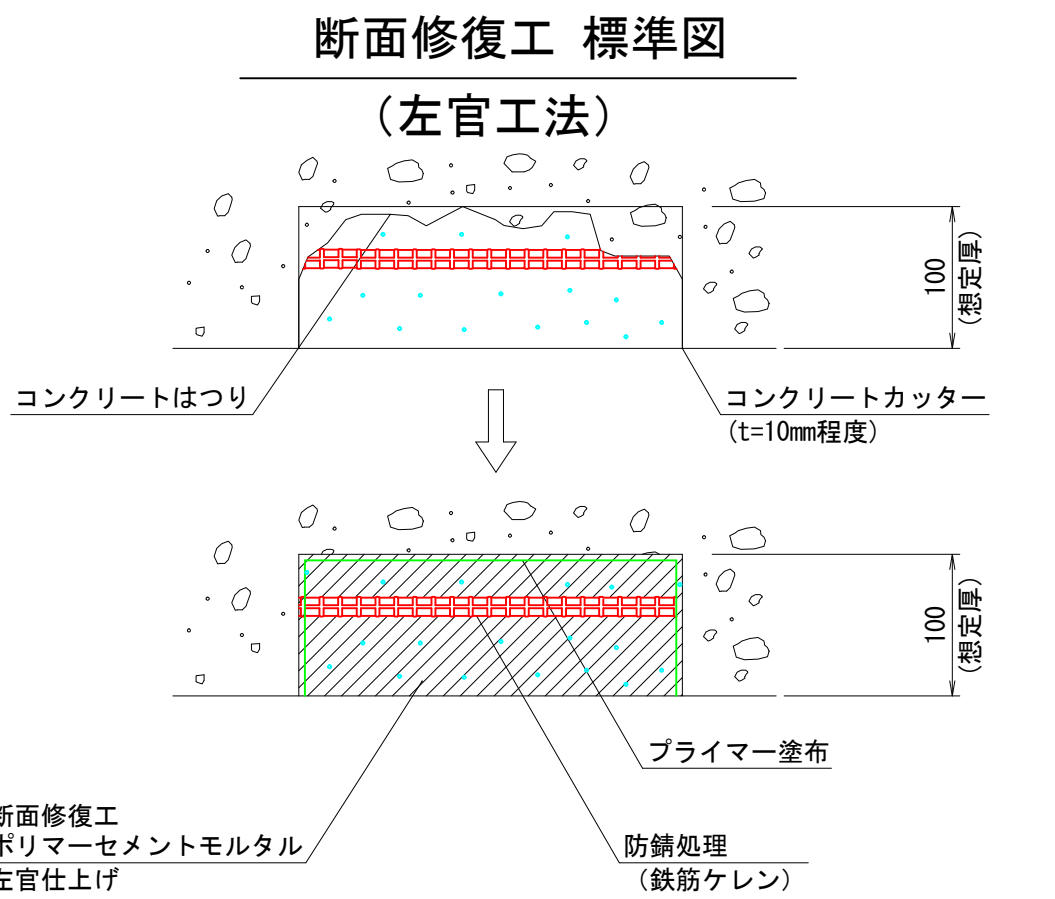 断面修復工 標準図
(左官工法)
100
(想定厚)
コンクリートはつり
コンクリートカッター
(t=10mm程度)
100
(想定厚)
プライマー塗布
断面修復工
ポリマーセメントモルタル
左官仕上げ
防錆処理
(鉄筋ケレン)